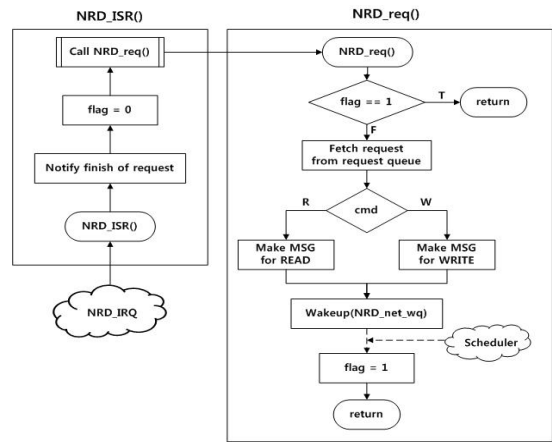 NRD_ISR()
Call NRD_req()
flag = 0
Notify finish of request
NRD_ISR()
NRD_IRQ
NRD_req()
NRD_req()
flag == 1
T
return
F
Fetch request
from request queue
R
cmd
W
Make MSG
for READ
Make MSG
for WRITE
Wakeup(NRD_net_wq)
Scheduler
flag = 1
return